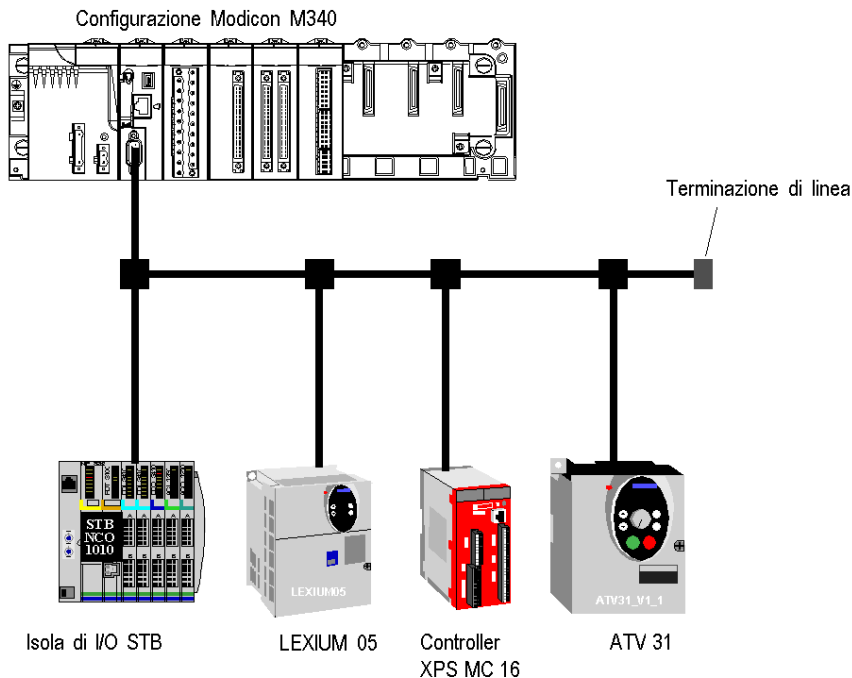 Configurazione Modicon M340
Terminazione di linea
STB
NCO
1010
LEXIUM05
ATV31_V1_1
Isola di I/O STB
LEXIUM 05
Controller
XPS MC 16
ATV 31